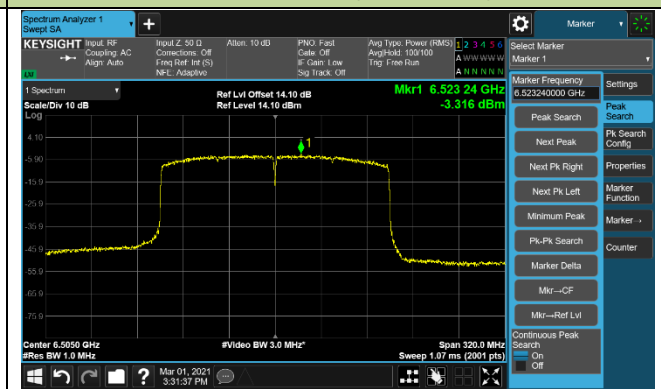 Spectrum Analyzer 1
Swept SA
Marker
KEYSIGHT
Input: RF
Coupling: AC
Align: Auto
Input Z: 50 Ω
Corrections: Off
Freq Ref: Int (S)
NFE: Adaptive
Atten: 10 dB
PNO: Fast
Gate: Off
IF Gain: Low
Sig Track: Off
Avg Type: Power (RMS)
Avg|Hold: 100/100
Trig: Free Run
1 2 3 4 5 6
A WW WWW
A N N N N N
Select Marker
Marker 1
1 Spectrum
Scale/Div 10 dB
Log
Ref Lvl Offset 14.10 dB
Ref Level 14.10 dBm
Mkr1 6.523 24 GHz
-3.316 dBm
Marker Frequency
6.523240000 GHz
Settings
Peak Search
Next Peak
Next Pk Right
Next Pk Left
Minimum Peak
Pk-Pk Search
Marker Delta
Mkr→CF
Mkr→Ref Lvl
Continuous Peak
Search
On
Off
Peak
Search
Pk Search
Config
Properties
Marker
Function
Marker→
Counter
4.10
-5.90
-15.9
-25.9
-35.9
-45.9
-55.9
-65.9
-75.9
1
Center 6.5050 GHz
#Res BW 1.0 MHz
#Video BW 3.0 MHz*
Span 320.0 MHz
Sweep 1.07 ms (2001 pts)
Mar 01, 2021
3:31:37 PM